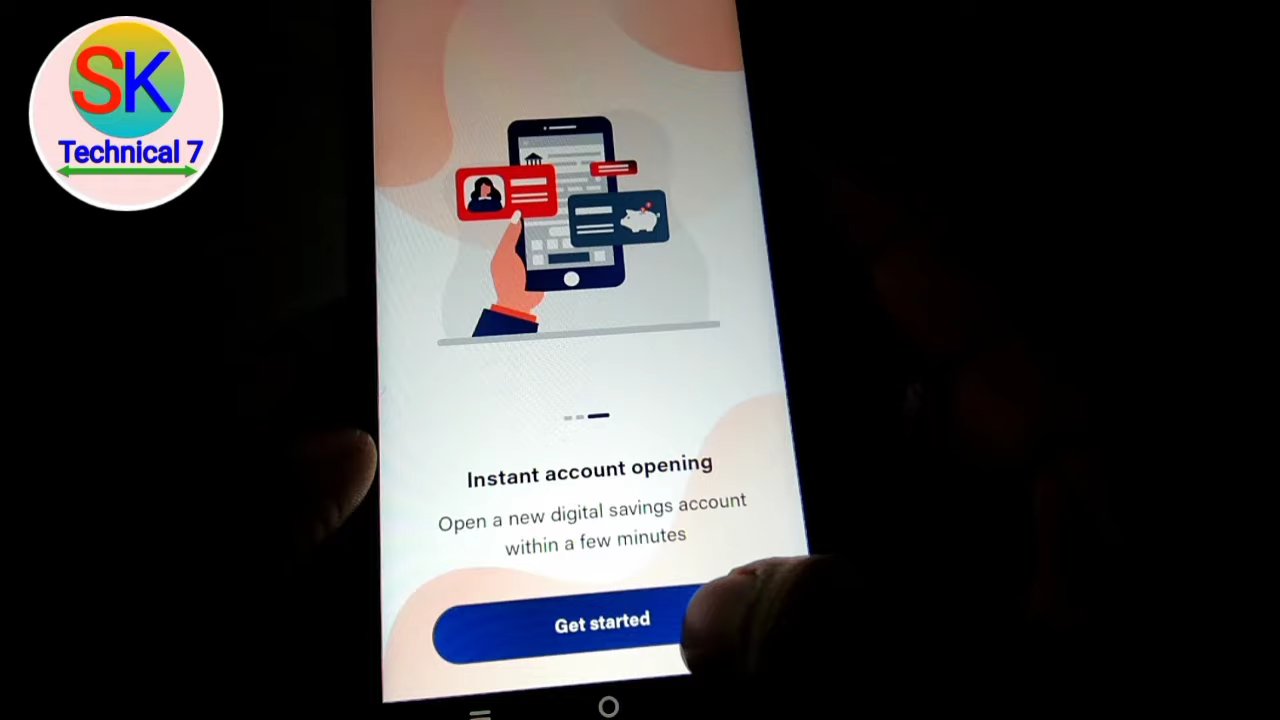 SK
Technical 7
Instant account opening
Open a new digital savings account
within a few minutes
Get started